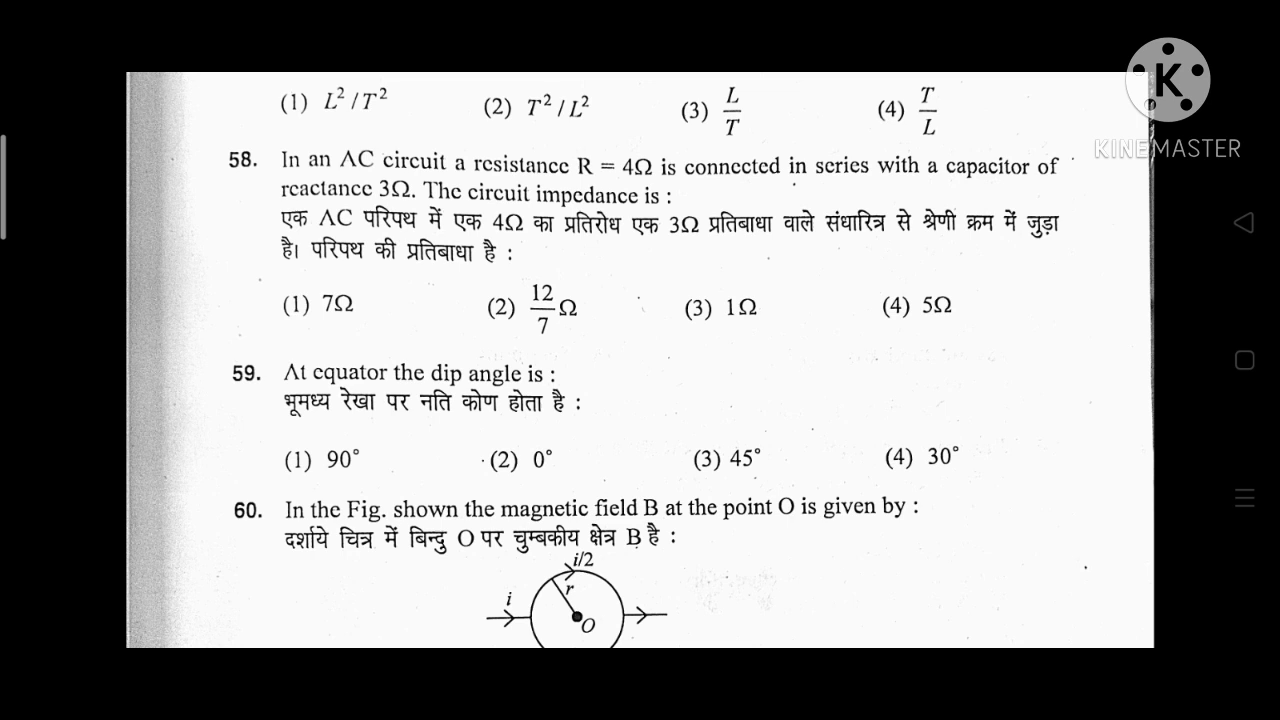 (1) L² / T² (2) T² / L² (3) L/T (4) T/L
58. In an AC circuit a resistance R = 4Ω is connected in series with a capacitor of
reactance 3Ω. The circuit impedance is :
एक AC परिपथ में एक 4Ω का प्रतिरोध एक 3Ω प्रतिबाधा वाले संधारित्र से श्रेणी क्रम में जुड़ा
है। परिपथ की प्रतिबाधा है :
(1) 7Ω (2) 12/7 Ω (3) 1Ω (4) 5Ω
59. At equator the dip angle is :
भूमध्य रेखा पर नति कोण होता है :
(1) 90° (2) 0° (3) 45° (4) 30°
60. In the Fig. shown the magnetic field B at the point O is given by :
दर्शाये चित्र में बिन्दु O पर चुम्बकीय क्षेत्र B है :
i/2
r
i
O
K
KINEMASTER